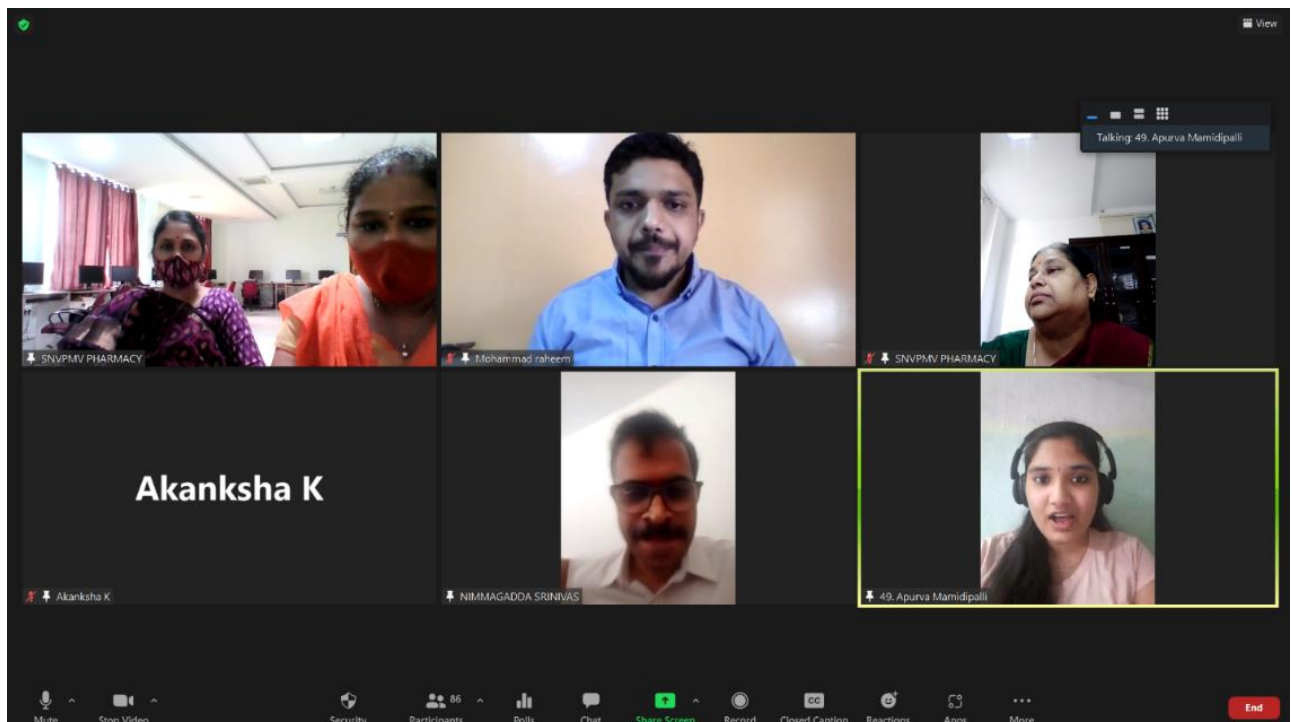 View
Talking: 49. Apurva Mamidipalli
SNVPMV PHARMACY
Mohammad raheem
SNVPMV PHARMACY
Akanksha K
Akanksha K
NIMMAGADDA SRINIVAS
49. Apurva Mamidipalli
86
CC
Mute
Stop Video
Security
Participants
Polls
Chat
Share Screen
Record
Closed Caption
Reactions
Apps
More
End